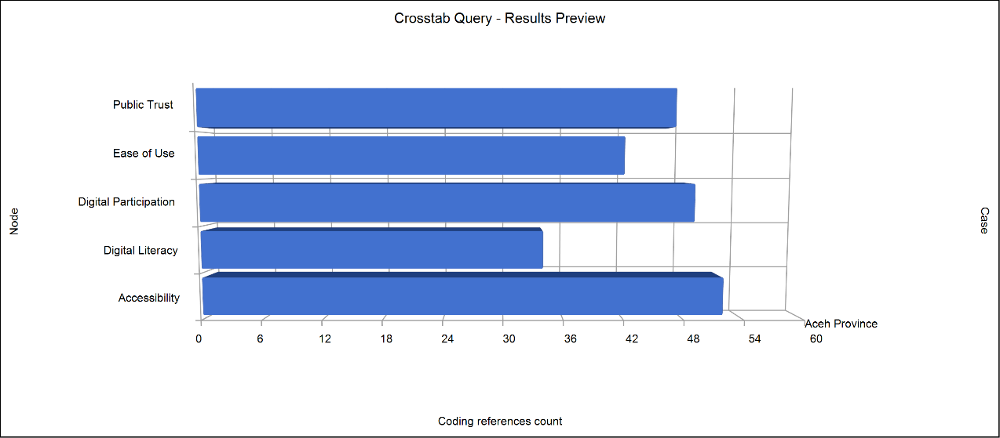 Crosstab Query - Results Preview
Public Trust
Ease of Use
Digital Participation
Digital Literacy
Accessibility
Node
Case
Aceh Province
0 6 12 18 24 30 36 42 48 54 60
Coding references count